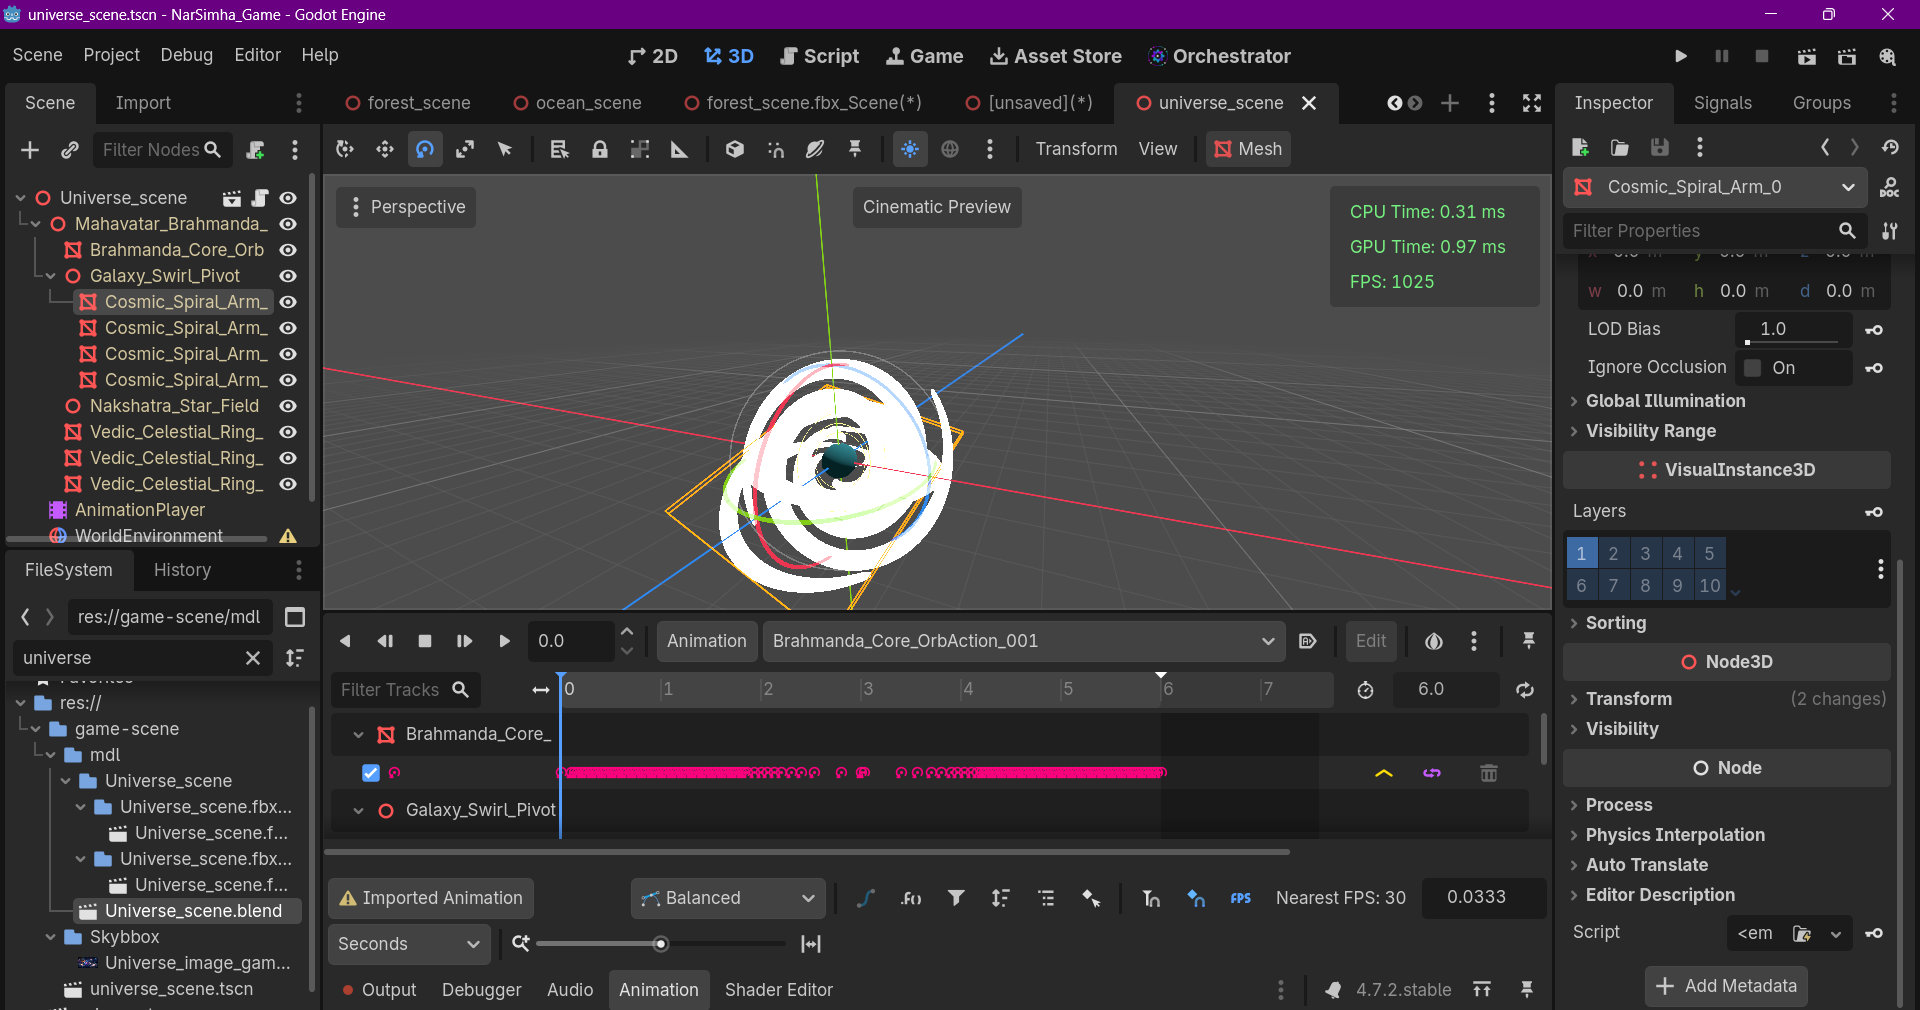 universe_scene.tscn - NarSimha_Game - Godot Engine
Scene Project Debug Editor Help
2D 3D Script Game Asset Store Orchestrator
Scene Import
forest_scene ocean_scene forest_scene.fbx_Scene(*) [unsaved](*) universe_scene
Inspector Signals Groups
Filter Nodes
Transform View Mesh
Universe_scene
Mahavatar_Brahmanda_
Brahmanda_Core_Orb
Galaxy_Swirl_Pivot
Cosmic_Spiral_Arm_
Cosmic_Spiral_Arm_
Cosmic_Spiral_Arm_
Cosmic_Spiral_Arm_
Nakshatra_Star_Field
Vedic_Celestial_Ring_
Vedic_Celestial_Ring_
Vedic_Celestial_Ring_
AnimationPlayer
WorldEnvironment
Perspective
Cinematic Preview
CPU Time: 0.31 ms
GPU Time: 0.97 ms
FPS: 1025
Cosmic_Spiral_Arm_0
Filter Properties
x 0.0 m y 0.0 m z 0.0 m
w 0.0 m h 0.0 m d 0.0 m
LOD Bias 1.0
Ignore Occlusion On
Global Illumination
Visibility Range
VisualInstance3D
Layers
1 2 3 4 5
6 7 8 9 10
Sorting
Node3D
Transform (2 changes)
Visibility
Node
Process
Physics Interpolation
Auto Translate
Editor Description
Script <em
Add Metadata
FileSystem History
res://game-scene/mdl
universe
Favorites
res://
game-scene
mdl
Universe_scene
Universe_scene.fbx...
Universe_scene.f...
Universe_scene.fbx...
Universe_scene.f...
Universe_scene.blend
Skybbox
Universe_image_gam...
universe_scene.tscn
0.0 Animation Brahmanda_Core_OrbAction_001 Edit
Filter Tracks 0 1 2 3 4 5 6 7 6.0
Brahmanda_Core_
Galaxy_Swirl_Pivot
Imported Animation Balanced FPS Nearest FPS: 30 0.0333
Seconds
Output Debugger Audio Animation Shader Editor 4.7.2.stable